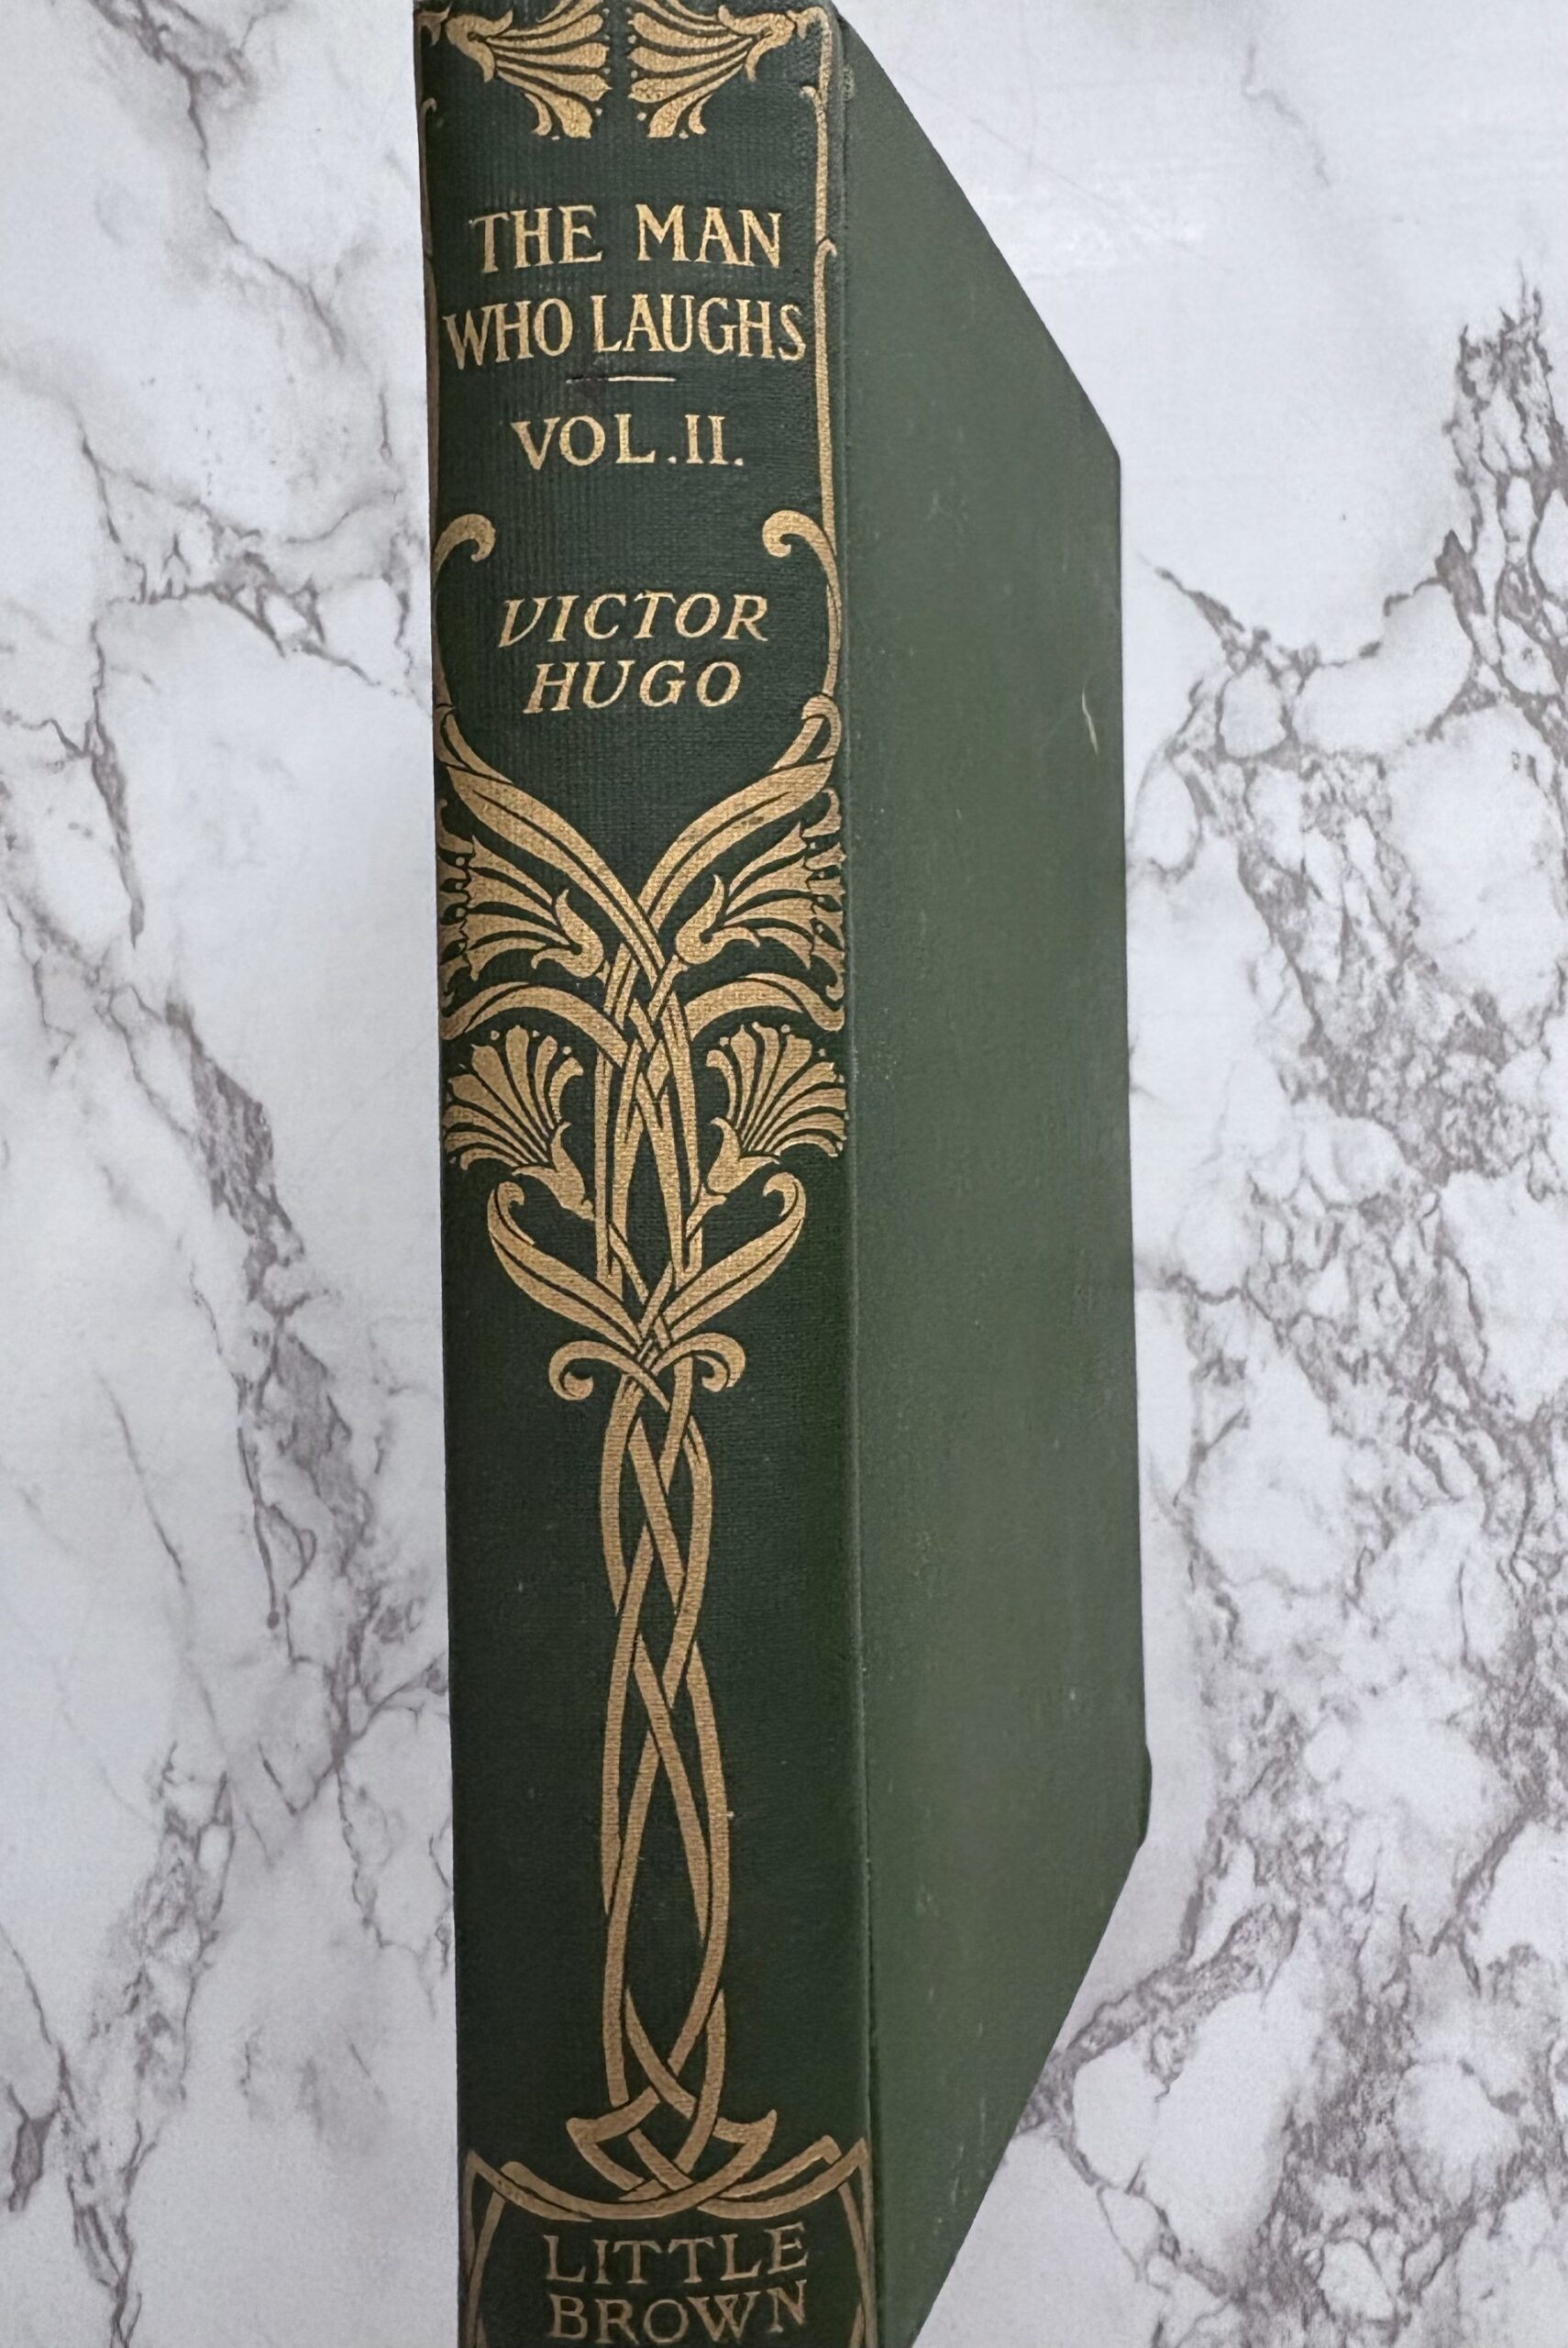 THE MAN
WHO LAUGHS
VOL. II.
VICTOR
HUGO
LITTLE
BROWN